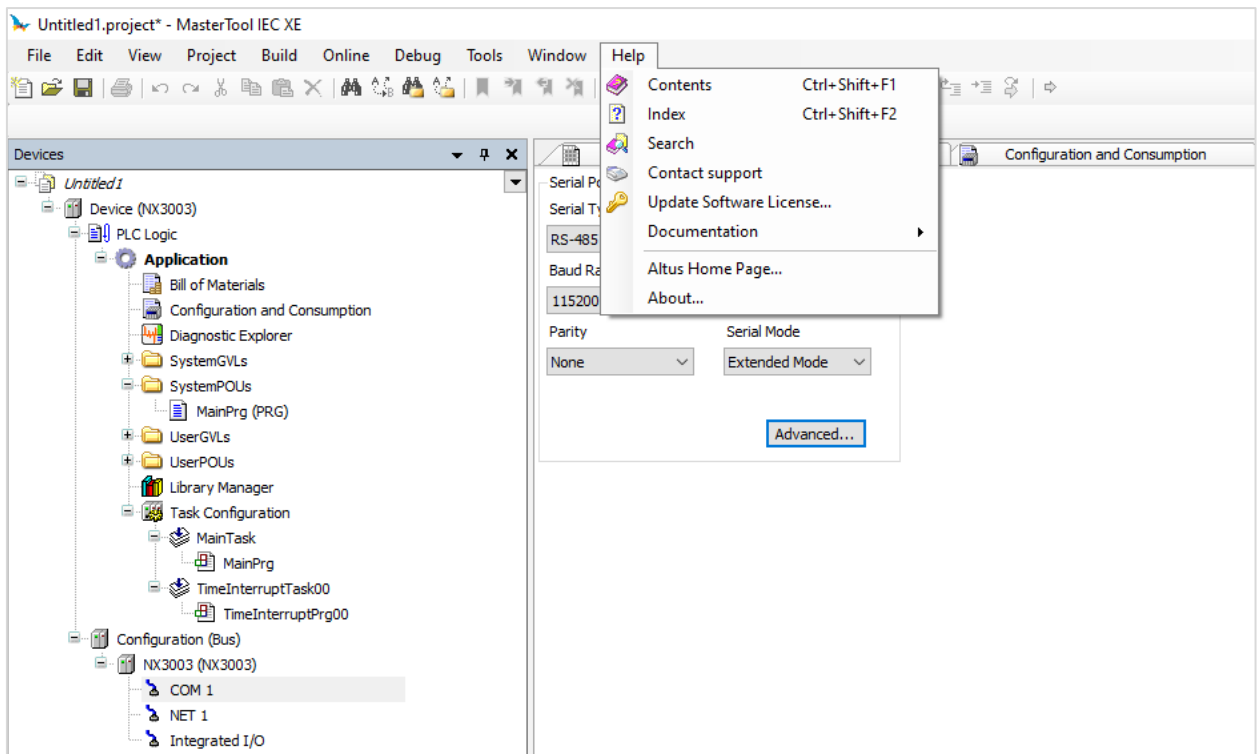 Untitled1.project* - MasterTool IEC XE
File Edit View Project Build Online Debug Tools Window Help
Contents Ctrl+Shift+F1
Index Ctrl+Shift+F2
Search
Contact support
Update Software License...
Documentation
Altus Home Page...
About...
Devices
Untitled1
Device (NX3003)
PLC Logic
Application
Bill of Materials
Configuration and Consumption
Diagnostic Explorer
SystemGVLs
SystemPOUs
MainPrg (PRG)
UserGVLs
UserPOUs
Library Manager
Task Configuration
MainTask
MainPrg
TimeInterruptTask00
TimeInterruptPrg00
Configuration (Bus)
NX3003 (NX3003)
COM 1
NET 1
Integrated I/O
Configuration and Consumption
Serial
RS-485
Baud
115200
Parity Serial Mode
None Extended Mode
Advanced...